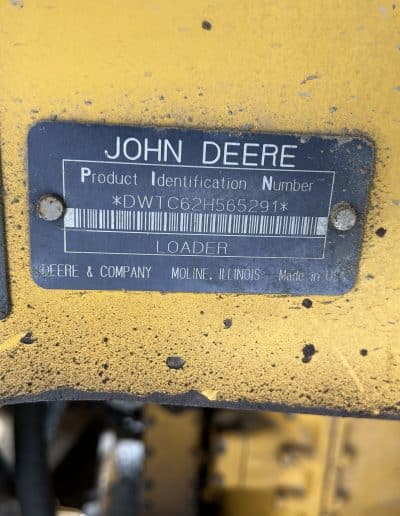 JOHN DEERE
Product Identification Number
*DWTC62H565291*
LOADER
DEERE & COMPANY MOLINE, ILLINOIS Made in US